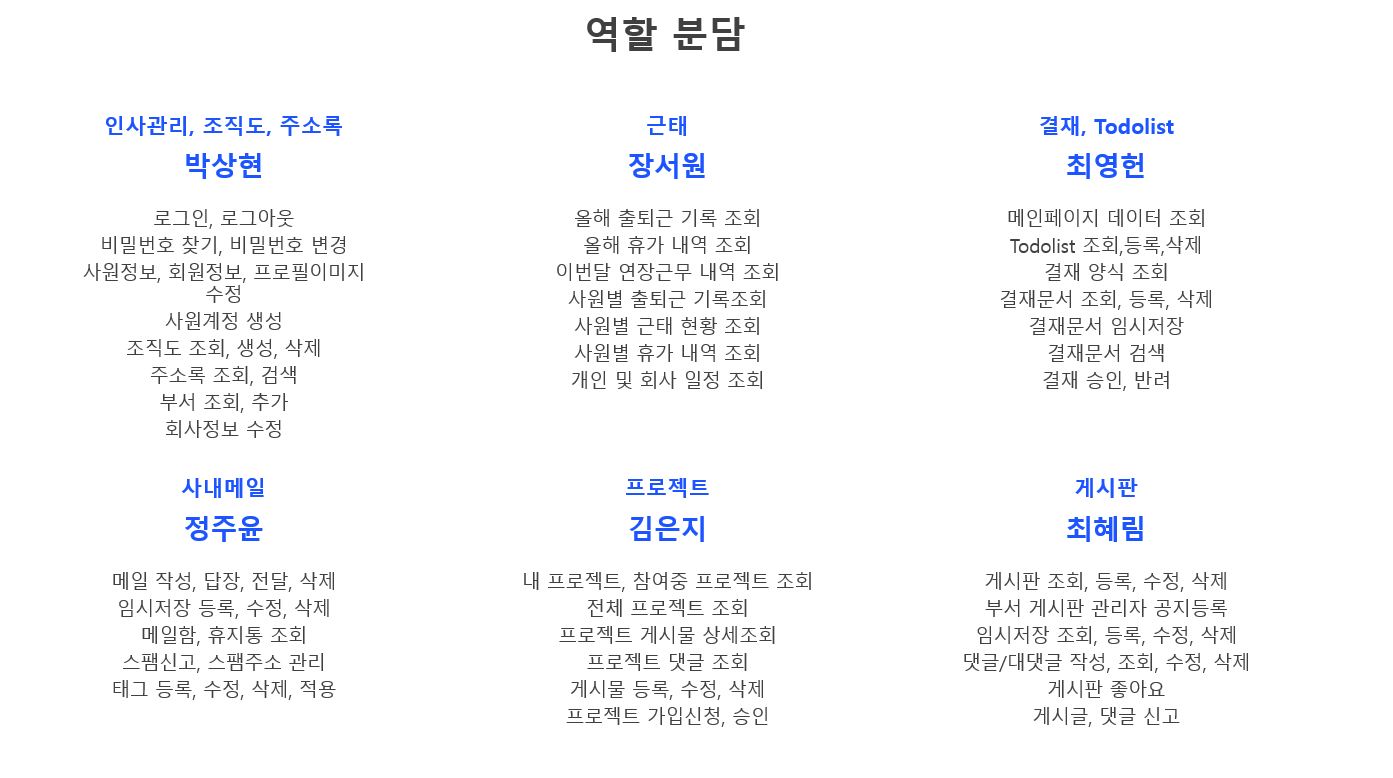 역할 분담
인사관리, 조직도, 주소록
박상현
로그인, 로그아웃
비밀번호 찾기, 비밀번호 변경
사원정보, 회원정보, 프로필이미지
수정
사원계정 생성
조직도 조회, 생성, 삭제
주소록 조회, 검색
부서 조회, 추가
회사정보 수정
근태
장서원
올해 출퇴근 기록 조회
올해 휴가 내역 조회
이번달 연장근무 내역 조회
사원별 출퇴근 기록조회
사원별 근태 현황 조회
사원별 휴가 내역 조회
개인 및 회사 일정 조회
결재, Todolist
최영헌
메인페이지 데이터 조회
Todolist 조회,등록,삭제
결재 양식 조회
결재문서 조회, 등록, 삭제
결재문서 임시저장
결재문서 검색
결재 승인, 반려
사내메일
정주윤
메일 작성, 답장, 전달, 삭제
임시저장 등록, 수정, 삭제
메일함, 휴지통 조회
스팸신고, 스팸주소 관리
태그 등록, 수정, 삭제, 적용
프로젝트
김은지
내 프로젝트, 참여중 프로젝트 조회
전체 프로젝트 조회
프로젝트 게시물 상세조회
프로젝트 댓글 조회
게시물 등록, 수정, 삭제
프로젝트 가입신청, 승인
게시판
최혜림
게시판 조회, 등록, 수정, 삭제
부서 게시판 관리자 공지등록
임시저장 조회, 등록, 수정, 삭제
댓글/대댓글 작성, 조회, 수정, 삭제
게시판 좋아요
게시글, 댓글 신고